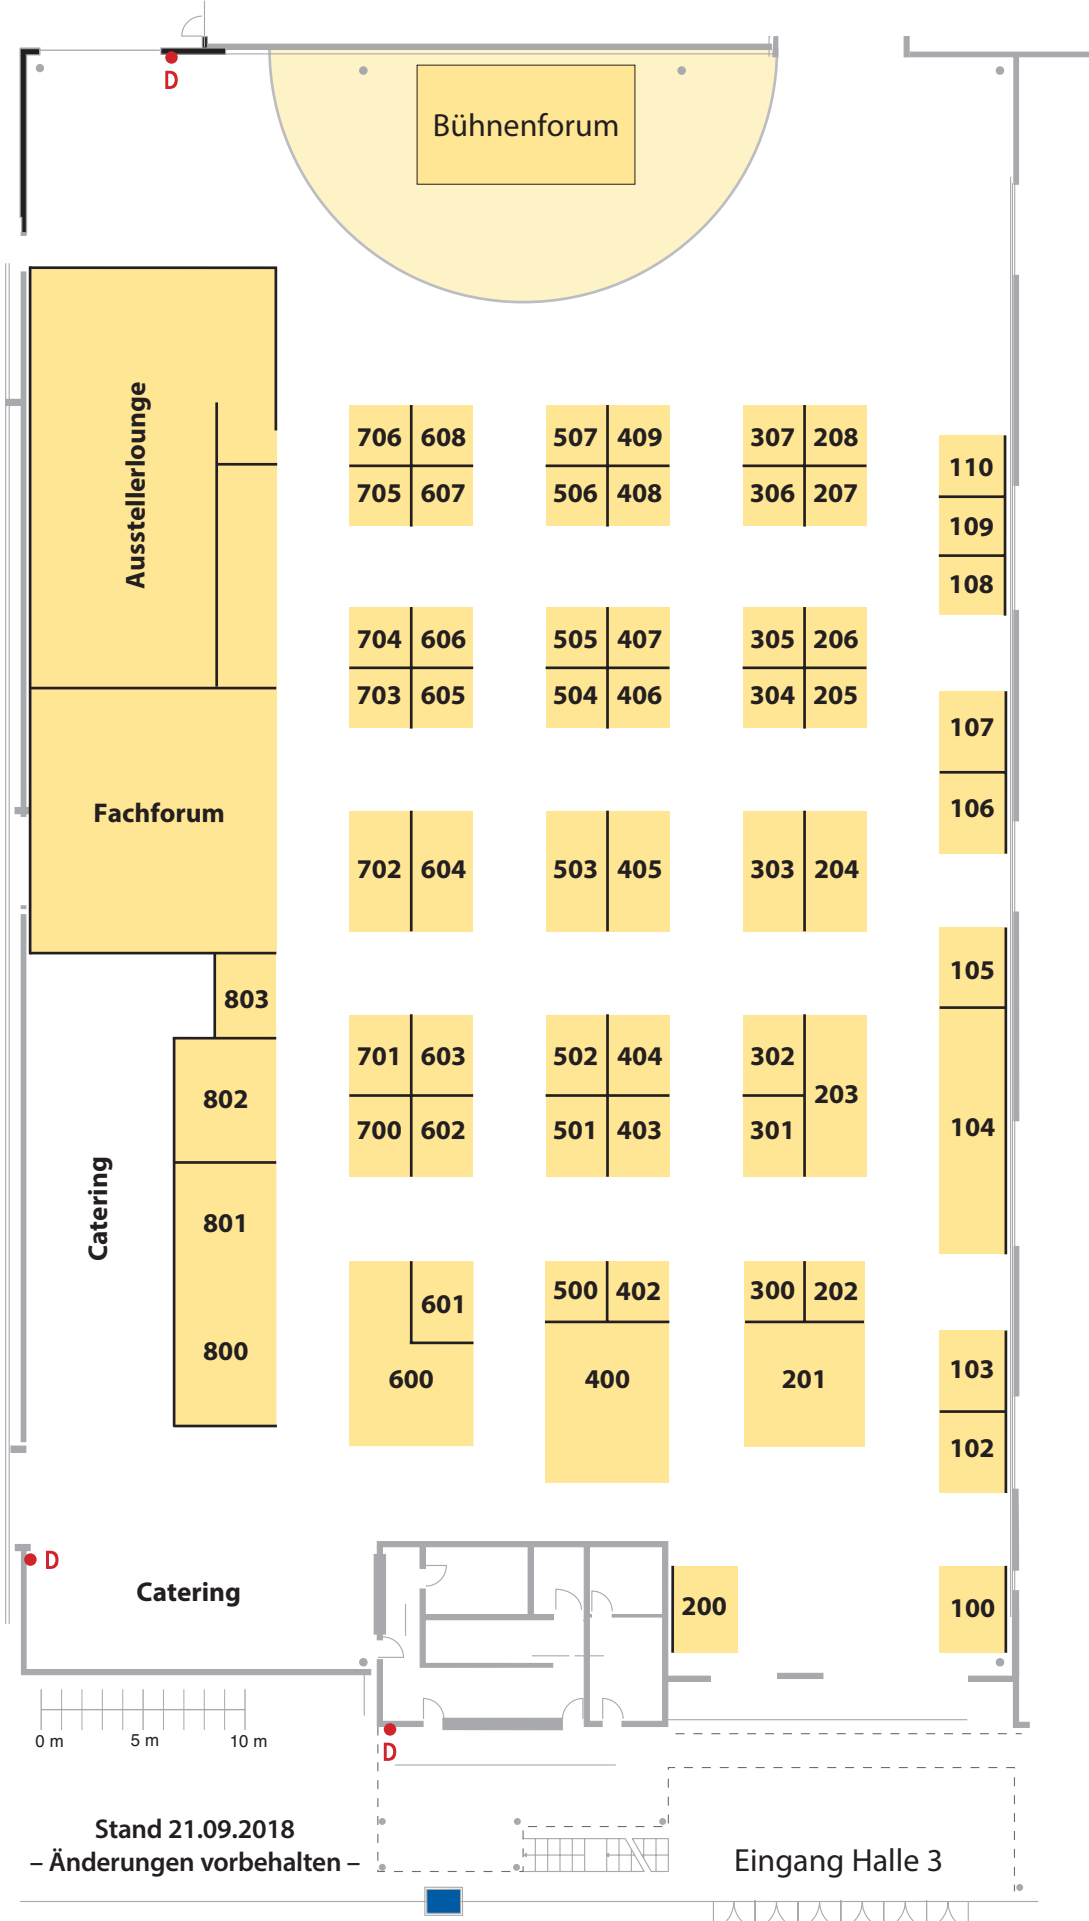 D
Bühnenforum
Ausstellerlounge
706 608 507 409 307 208
110
705 607 506 408 306 207
109
108
704 606 505 407 305 206
703 605 504 406 304 205
107
106
Fachforum
702 604 503 405 303 204
105
803
701 603 502 404 302
802
203
700 602 501 403 301
104
Catering
801
500 402 300 202
601
800
600 400 201
103
102
D
Catering
200
100
0 m 5 m 10 m
D
Stand 21.09.2018
– Änderungen vorbehalten –
Eingang Halle 3